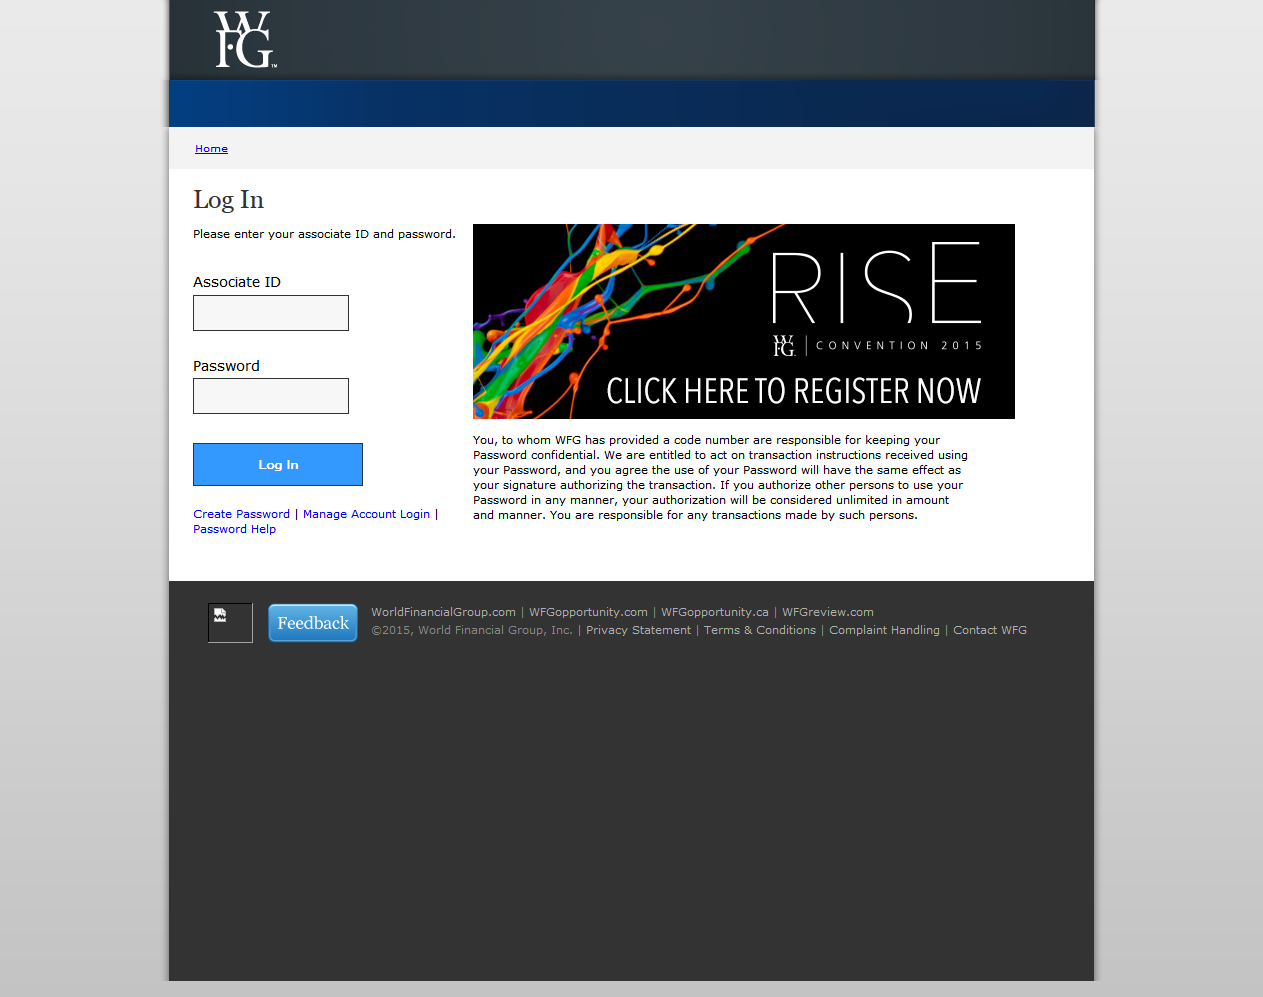 WFG™
Home
Log In
Please enter your associate ID and password.
Associate ID
Password
Log In
Create Password | Manage Account Login |
Password Help
RISE
WFG. | CONVENTION 2015
CLICK HERE TO REGISTER NOW
You, to whom WFG has provided a code number are responsible for keeping your
Password confidential. We are entitled to act on transaction instructions received using
your Password, and you agree the use of your Password will have the same effect as
your signature authorizing the transaction. If you authorize other persons to use your
Password in any manner, your authorization will be considered unlimited in amount
and manner. You are responsible for any transactions made by such persons.
Feedback
WorldFinancialGroup.com | WFGopportunity.com | WFGopportunity.ca | WFGreview.com
©2015, World Financial Group, Inc. | Privacy Statement | Terms & Conditions | Complaint Handling | Contact WFG